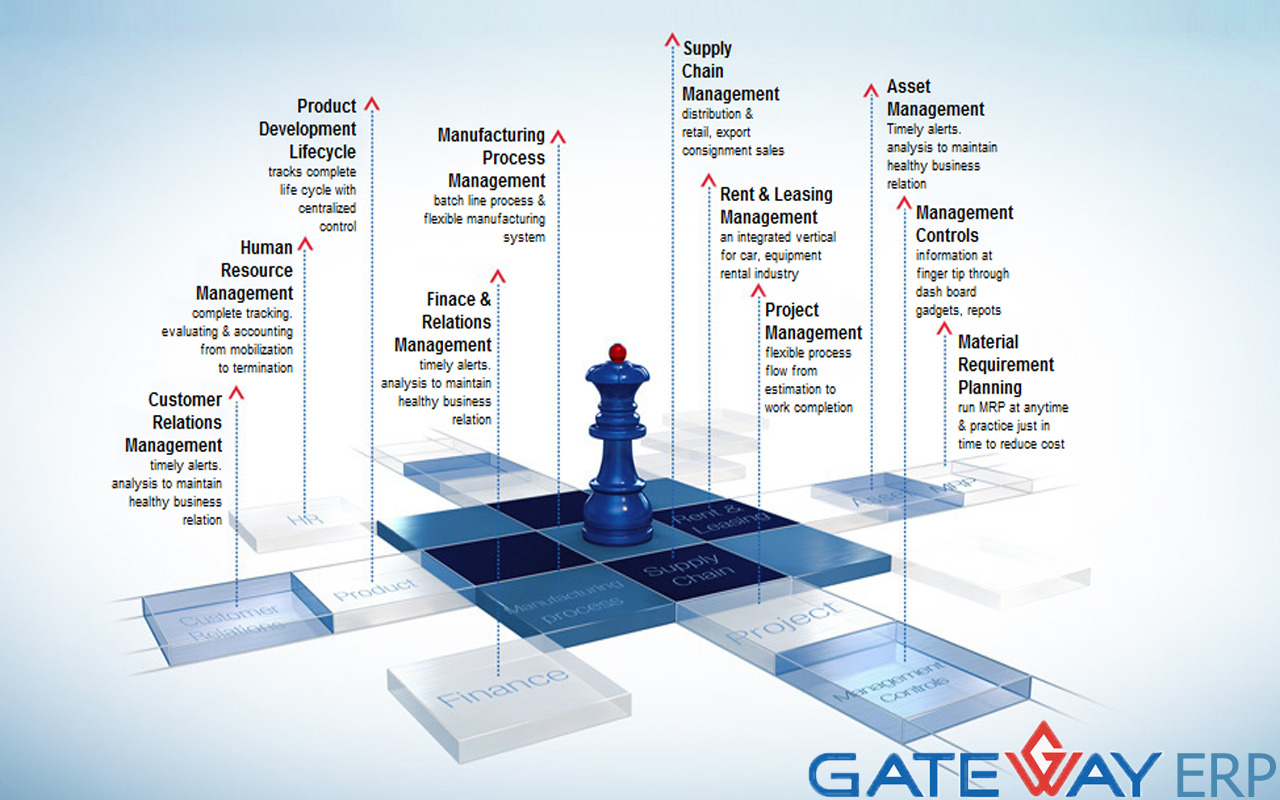 Product
Development
Lifecycle
tracks complete
life cycle with
centralized
control
Human
Resource
Management
complete tracking.
evaluating & accounting
from mobilization
to termination
Customer
Relations
Management
timely alerts.
analysis to maintain
healthy business
relation
Manufacturing
Process
Management
batch line process &
flexible manufacturing
system
Finace &
Relations
Management
timely alerts.
analysis to maintain
healthy business
relation
Supply
Chain
Management
distribution &
retail, export
consignment sales
Rent & Leasing
Management
an integrated vertical
for car, equipment
rental industry
Project
Management
flexible process
flow from
estimation to
work completion
Asset
Management
Timely alerts.
analysis to maintain
healthy business
relation
Management
Controls
information at
finger tip through
dash board
gadgets, repots
Material
Requirement
Planning
run MRP at anytime
& practice just in
time to reduce cost
HR
Customer
Relations
Product
Manufacturing
process
Finance
Rent &
Leasing
Supply
Chain
Project
Management
Controls
Asset
MRP
GATEWAY ERP